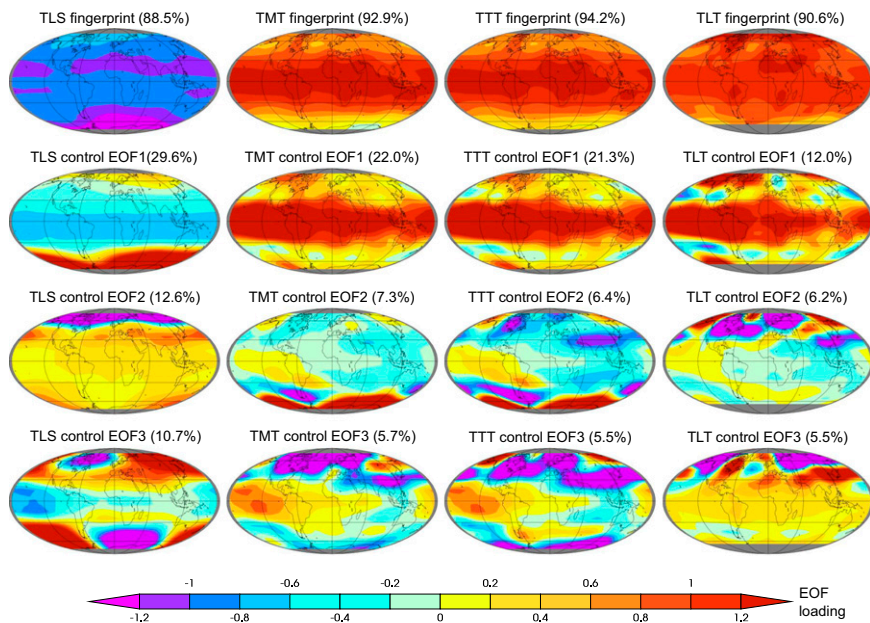 TLS fingerprint (88.5%) TMT fingerprint (92.9%) TTT fingerprint (94.2%) TLT fingerprint (90.6%)
TLS control EOF1(29.6%) TMT control EOF1 (22.0%) TTT control EOF1 (21.3%) TLT control EOF1 (12.0%)
TLS control EOF2 (12.6%) TMT control EOF2 (7.3%) TTT control EOF2 (6.4%) TLT control EOF2 (6.2%)
TLS control EOF3 (10.7%) TMT control EOF3 (5.7%) TTT control EOF3 (5.5%) TLT control EOF3 (5.5%)
-1 -0.6 -0.2 0.2 0.6 1
-1.2 -0.8 -0.4 0 0.4 0.8 1.2
EOF
loading